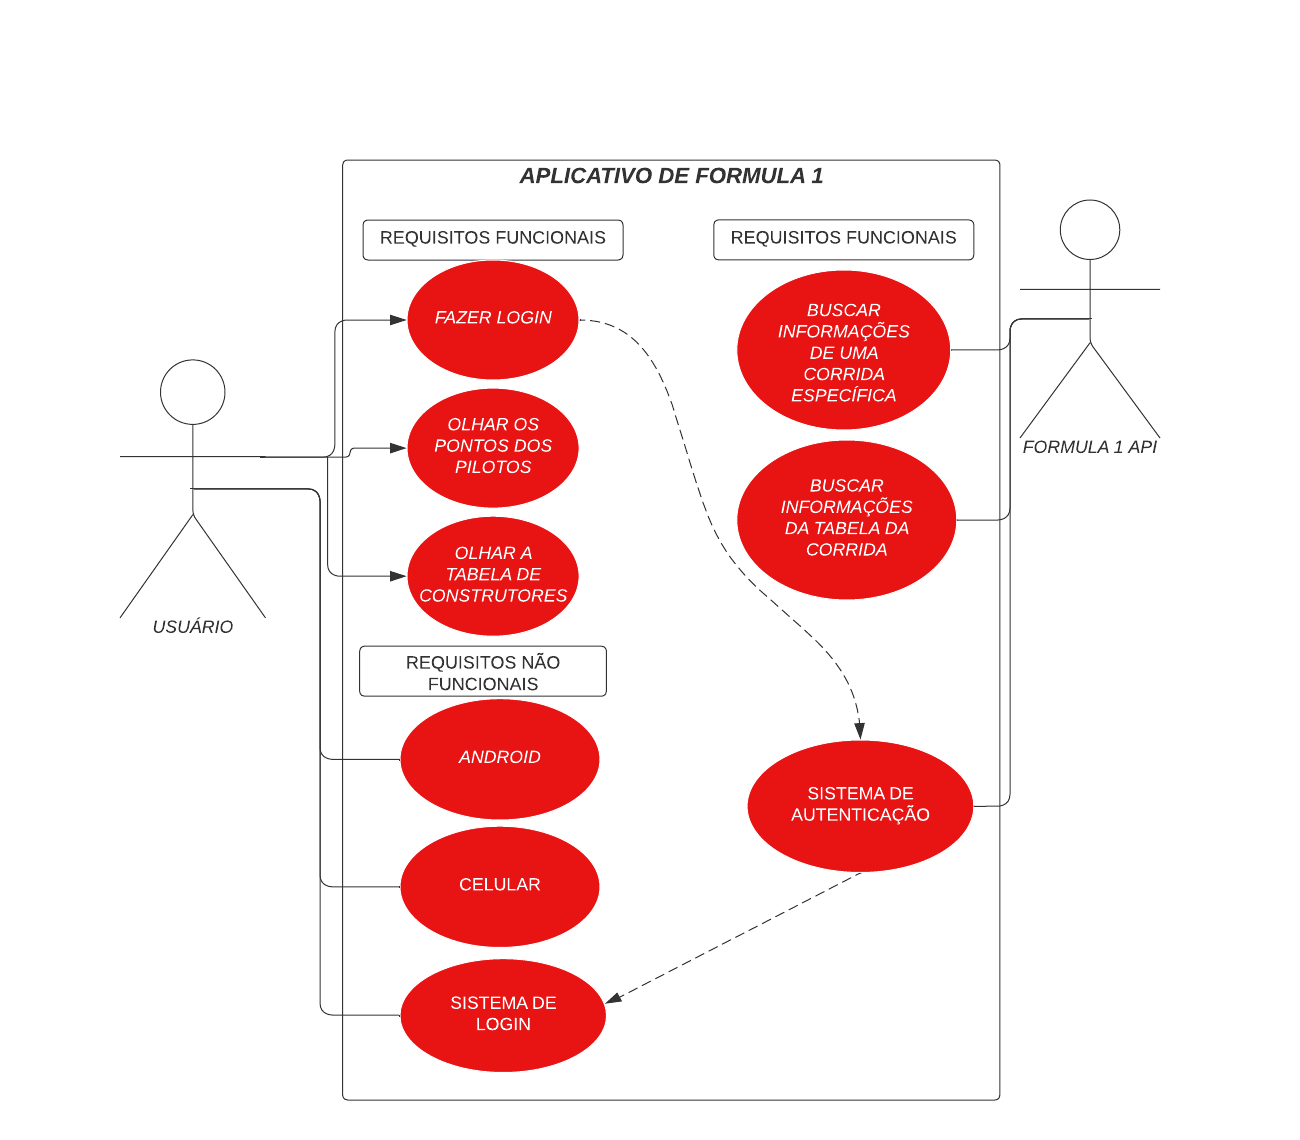 APLICATIVO DE FORMULA 1
REQUISITOS FUNCIONAIS
FAZER LOGIN
OLHAR OS
PONTOS DOS
PILOTOS
OLHAR A
TABELA DE
CONSTRUTORES
REQUISITOS NÃO
FUNCIONAIS
ANDROID
CELULAR
SISTEMA DE
LOGIN
REQUISITOS FUNCIONAIS
BUSCAR
INFORMAÇÕES
DE UMA
CORRIDA
ESPECÍFICA
BUSCAR
INFORMAÇÕES
DA TABELA DA
CORRIDA
SISTEMA DE
AUTENTICAÇÃO
USUÁRIO
FORMULA 1 API